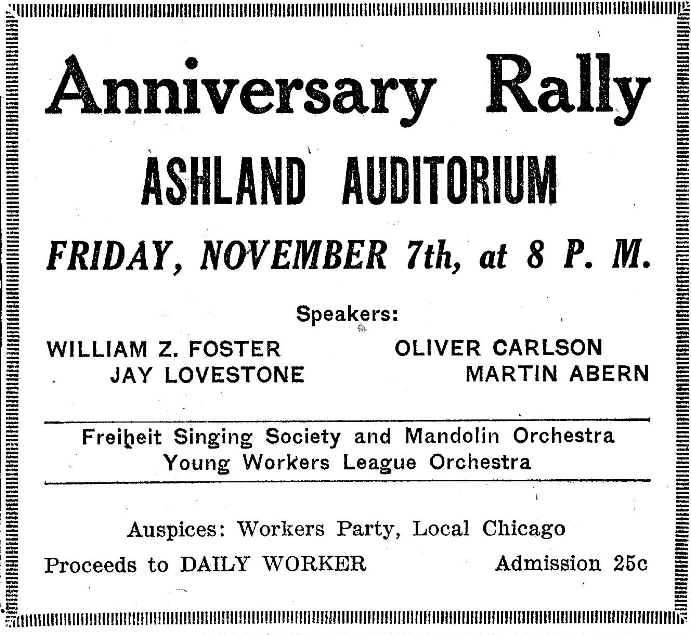 Anniversary Rally
ASHLAND AUDITORIUM
FRIDAY, NOVEMBER 7th, at 8 P. M.
Speakers:
WILLIAM Z. FOSTER OLIVER CARLSON
JAY LOVESTONE MARTIN ABERN
Freiheit Singing Society and Mandolin Orchestra
Young Workers League Orchestra
Auspices: Workers Party, Local Chicago
Proceeds to DAILY WORKER Admission 25c